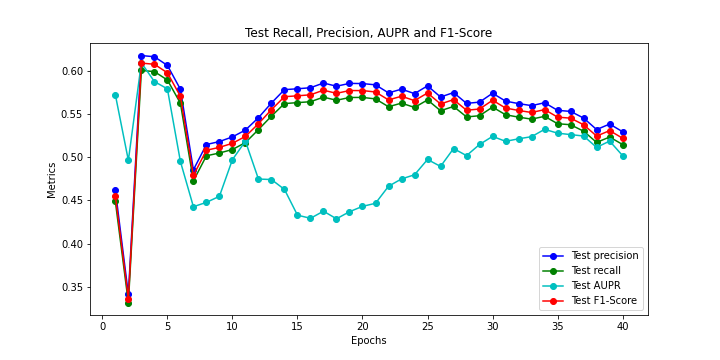 Test Recall, Precision, AUPR and F1-Score
Metrics
0.60
0.55
0.50
0.45
0.40
0.35
0 5 10 15 20 25 30 35 40
Epochs
Test precision
Test recall
Test AUPR
Test F1-Score